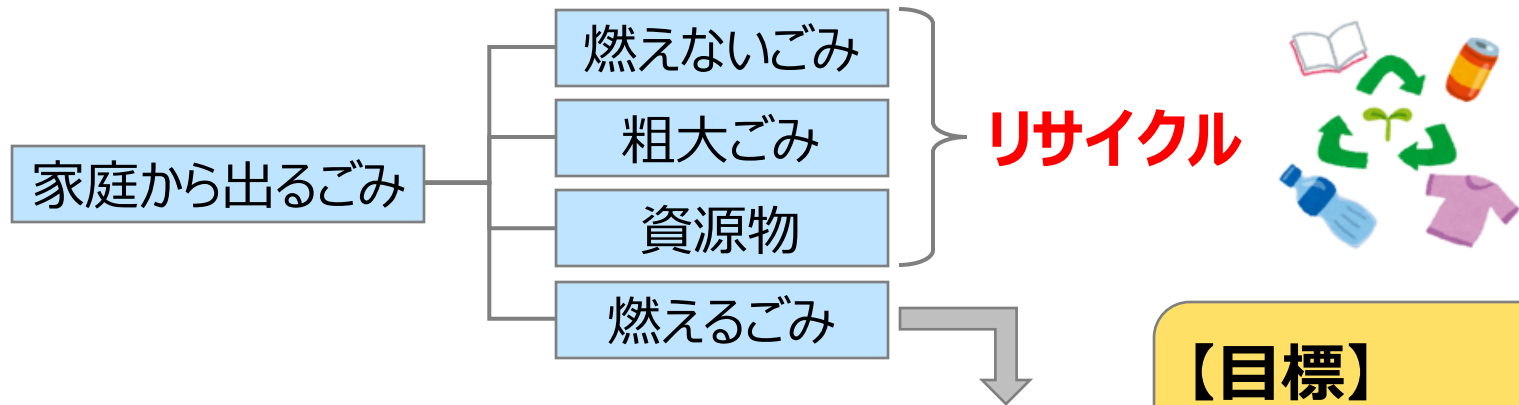 燃えないごみ
粗大ごみ
リサイクル
家庭から出るごみ
資源物
燃えるごみ
【目標】